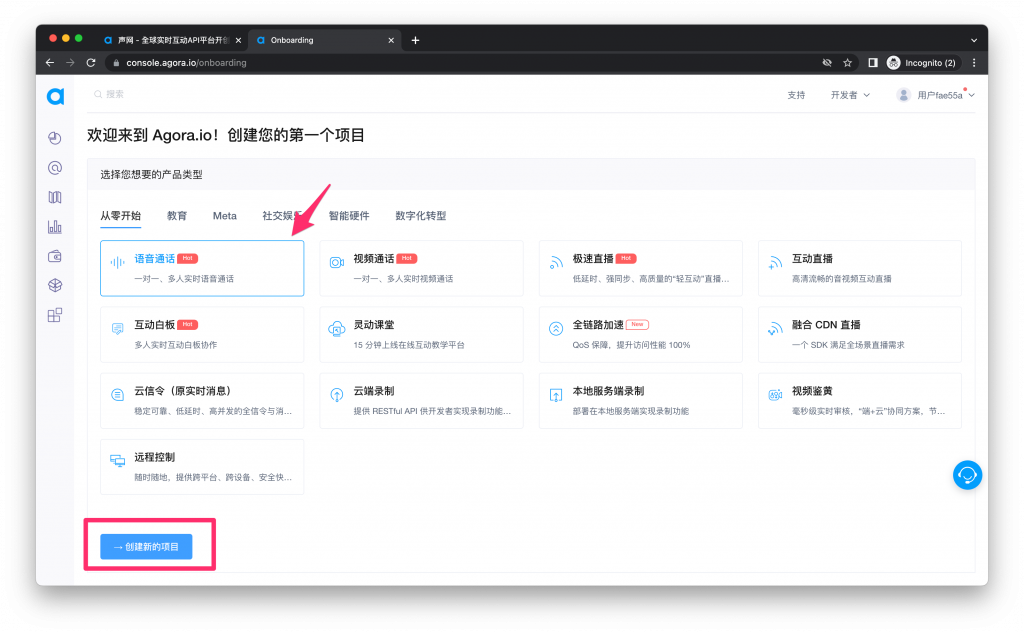 声网 - 全球实时互动API平台开创
Onboarding
console.agora.io/onboarding
Incognito (2)
搜索
支持
开发者
用户fae55a
欢迎来到 Agora.io！创建您的第一个项目
选择您想要的产品类型
从零开始
教育
Meta
社交娱
智能硬件
数字化转型
语音通话 Hot
一对一、多人实时语音通话
视频通话 Hot
一对一、多人实时视频通话
极速直播 Hot
低延时、强同步、高质量的“轻互动”直播...
互动直播
高清流畅的音视频互动直播
互动白板 Hot
多人实时互动白板协作
灵动课堂
15 分钟上线在线互动教学平台
全链路加速 New
QoS 保障，提升访问性能 100%
融合 CDN 直播
一个 SDK 满足全场景直播需求
云信令（原实时消息）
稳定可靠、低延时、高并发的全信令与消...
云端录制
提供 RESTful API 供开发者实现录制功能...
本地服务端录制
部署在本地服务端实现录制功能
视频鉴黄
毫秒级实时审核，“端+云”协同方案，节...
远程控制
随时随地，提供跨平台、跨设备、安全快...
→ 创建新的项目